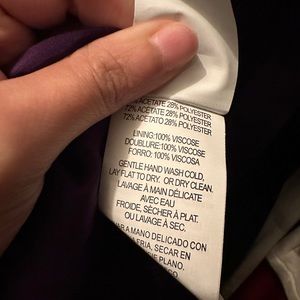 72% ACETATE 28% POLYESTER
72% ACETATE 28% POLYESTER
72% ACETATO 28% POLYESTER
LINING:100% VISCOSE
DOUBLURE:100% VISCOSE
FORRO: 100% VISCOSA
GENTLE HAND WASH COLD,
LAY FLAT TO DRY. OR DRY CLEAN.
LAVAGE À MAIN DÉLICATE
AVEC EAU
FROIDE. SÉCHER À PLAT.
OU LAVAGE À SEC.
A MANO DELICADO CON
FRIA, SECAR EN
PLANO.